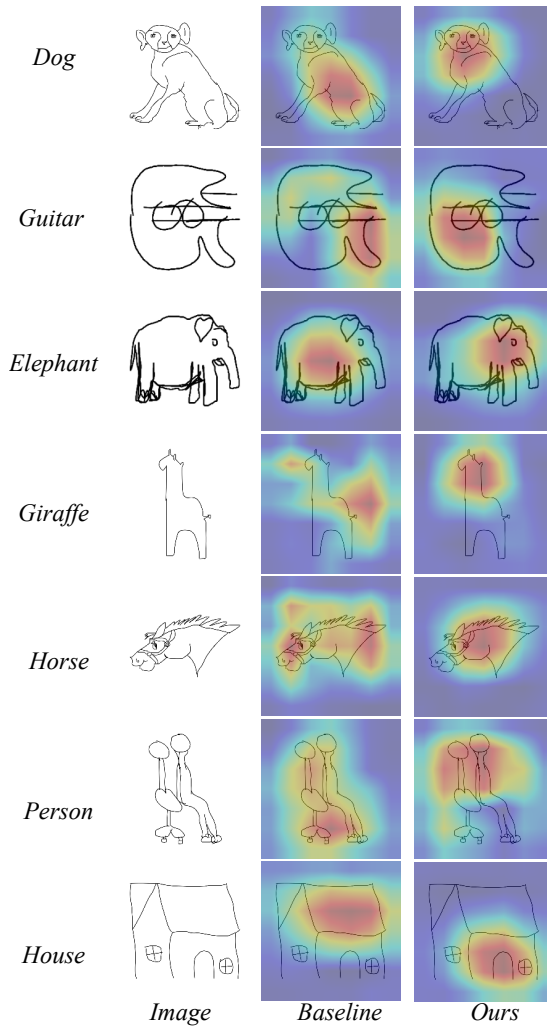 Dog
Guitar
Elephant
Giraffe
Horse
Person
House
Image Baseline Ours